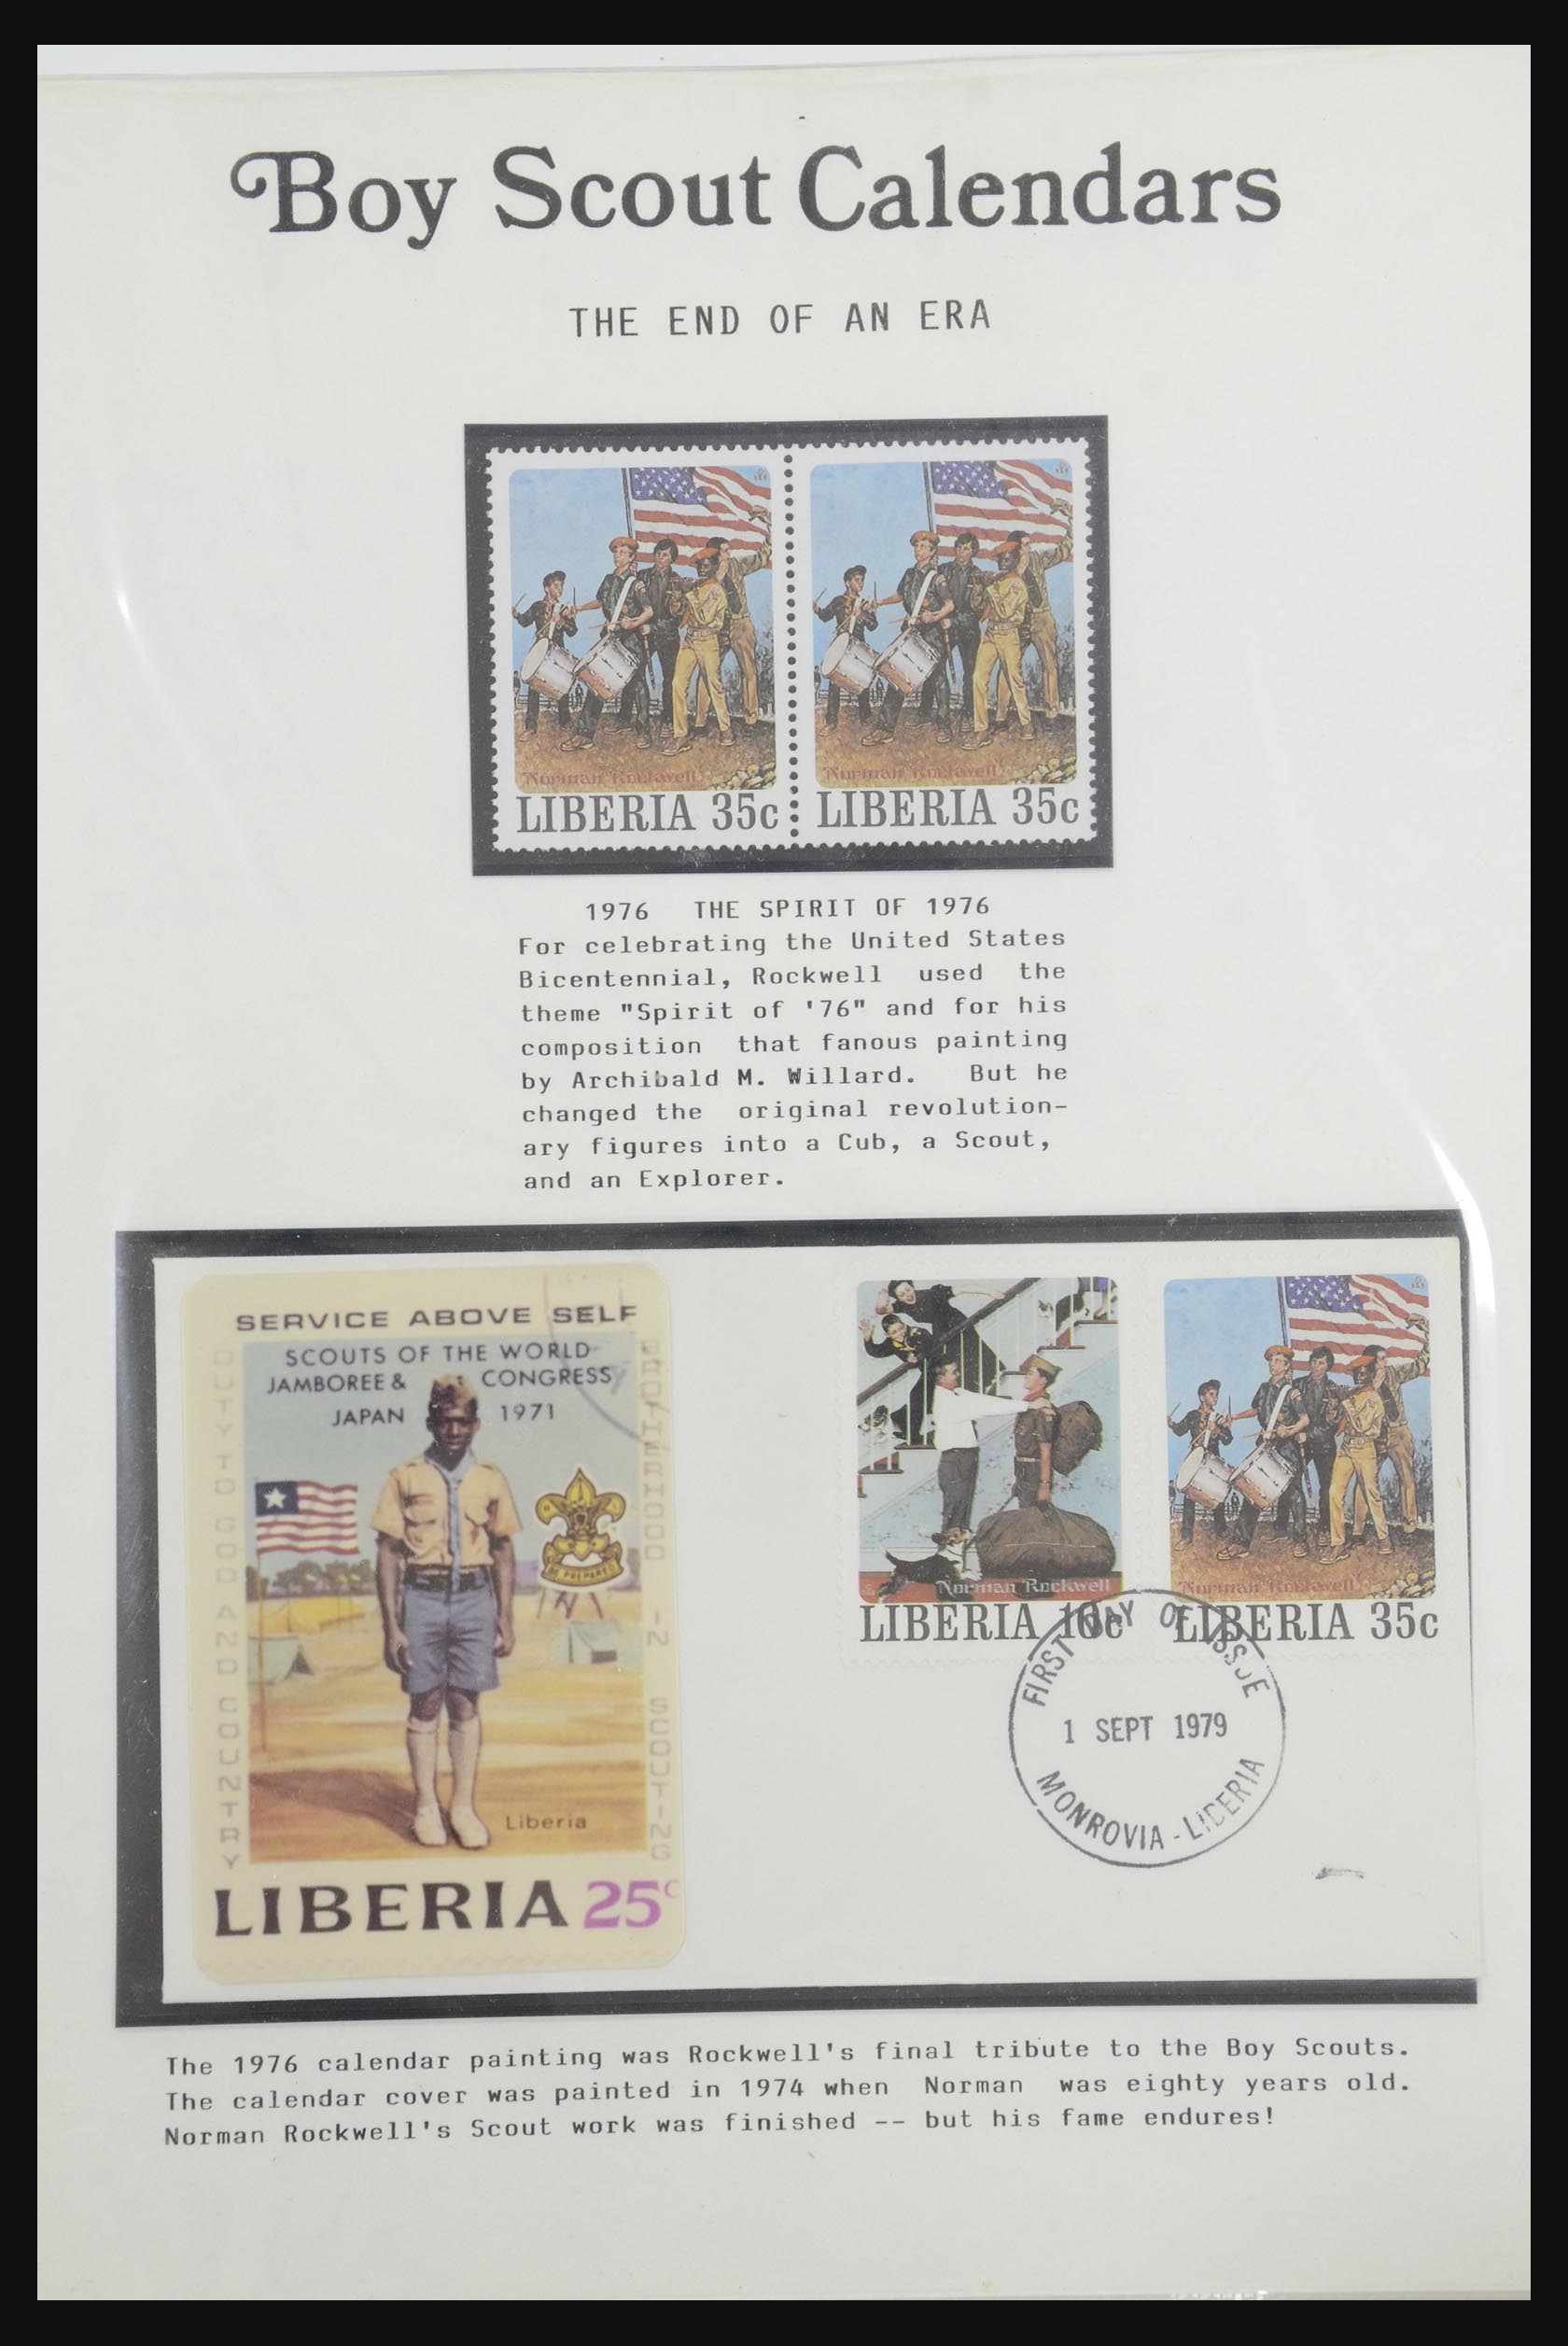 Boy Scout Calendars
THE END OF AN ERA
Norman Rockwell
LIBERIA 35c
Norman Rockwell
LIBERIA 35c
1976 THE SPIRIT OF 1976
For celebrating the United States
Bicentennial, Rockwell used the
theme "Spirit of '76" and for his
composition that fanous painting
by Archibald M. Willard. But he
changed the original revolution-
ary figures into a Cub, a Scout,
and an Explorer.
SERVICE ABOVE SELF
SCOUTS OF THE WORLD
JAMBOREE & CONGRESS
JAPAN 1971
DUTY TO GOD AND COUNTRY
BROTHERHOOD IN SCOUTING
BE PREPARED
Liberia
LIBERIA 25c
Norman Rockwell
LIBERIA
Norman Rockwell
LIBERIA 35c
FIRST DAY OF ISSUE
1 SEPT 1979
MONROVIA - LIBERIA
The 1976 calendar painting was Rockwell's final tribute to the Boy Scouts.
The calendar cover was painted in 1974 when Norman was eighty years old.
Norman Rockwell's Scout work was finished -- but his fame endures!